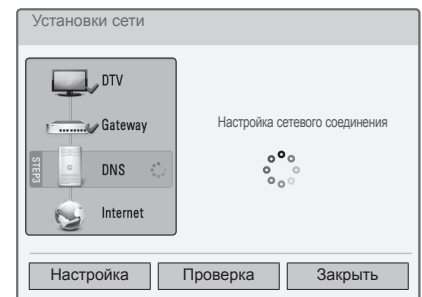 Установки сети
DTV
Gateway
STEP3
DNS
Internet
Настройка сетевого соединения
Настройка
Проверка
Закрыть